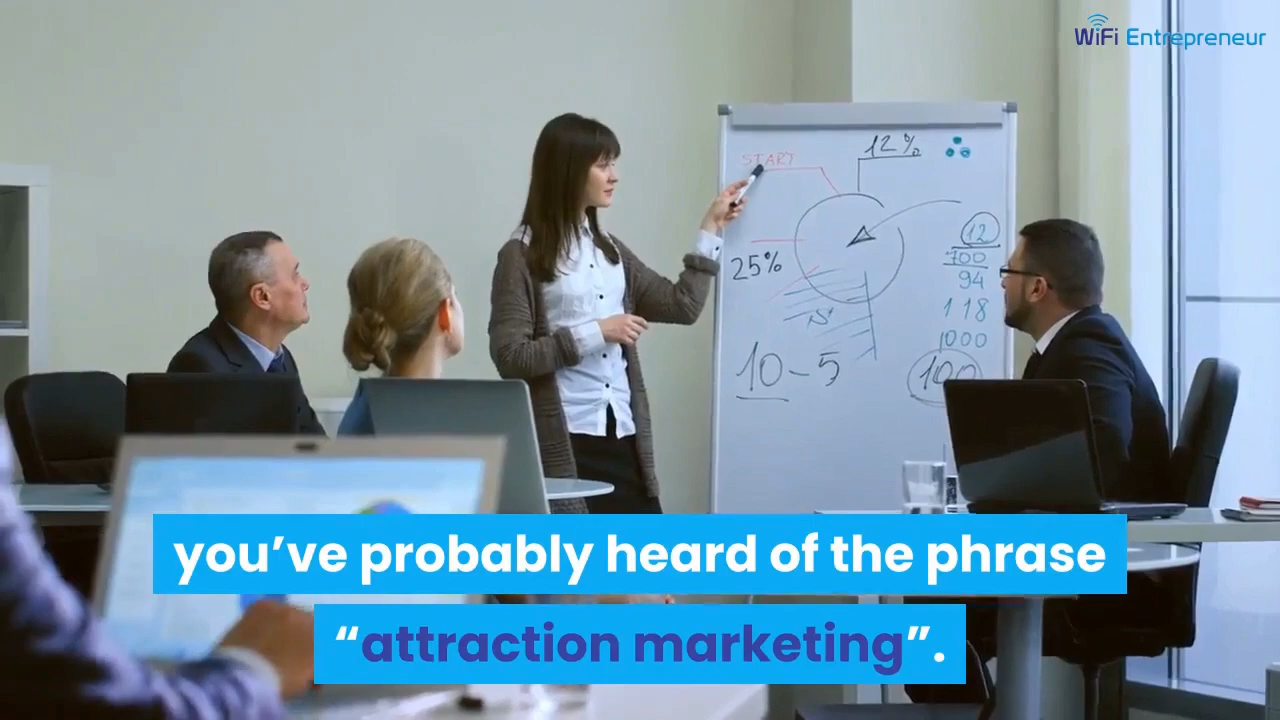 WiFi Entrepreneur
START
12%
25%
12
100
94
118
1000
10-5
100
you’ve probably heard of the phrase
“attraction marketing”.